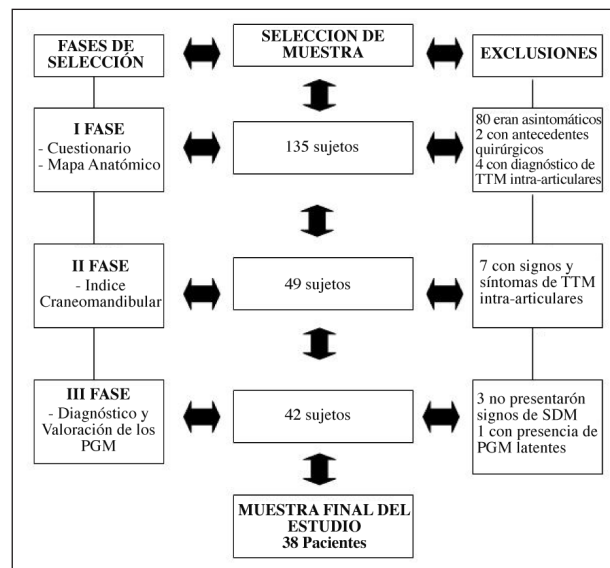 FASES DE
SELECCIÓN
SELECCION DE
MUESTRA
EXCLUSIONES
I FASE
- Cuestionario
- Mapa Anatómico
135 sujetos
80 eran asintomáticos
2 con antecedentes
quirúrgicos
4 con diagnóstico de
TTM intra-articulares
II FASE
- Indice
Craneomandibular
49 sujetos
7 con signos y
síntomas de TTM
intra-articulares
III FASE
- Diagnóstico y
Valoración de los
PGM
42 sujetos
3 no presentarón
signos de SDM
1 con presencia de
PGM latentes
MUESTRA FINAL DEL
ESTUDIO
38 Pacientes